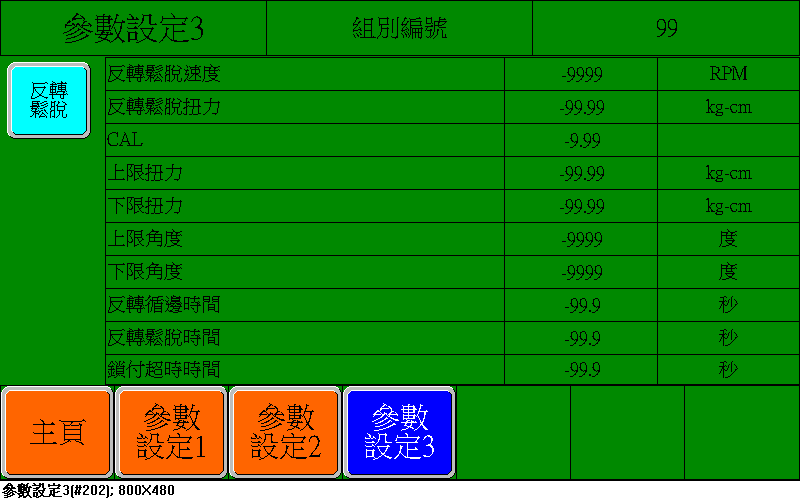 參數設定3 組別編號 99
反轉
鬆脫
反轉鬆脫速度 -9999 RPM
反轉鬆脫扭力 -99.99 kg-cm
CAL -9.99
上限扭力 -99.99 kg-cm
下限扭力 -99.99 kg-cm
上限角度 -9999 度
下限角度 -9999 度
反轉循邊時間 -99.9 秒
反轉鬆脫時間 -99.9 秒
鎖付超時時間 -99.9 秒
主頁
參數
設定1
參數
設定2
參數
設定3
參數設定3(#202); 800X480